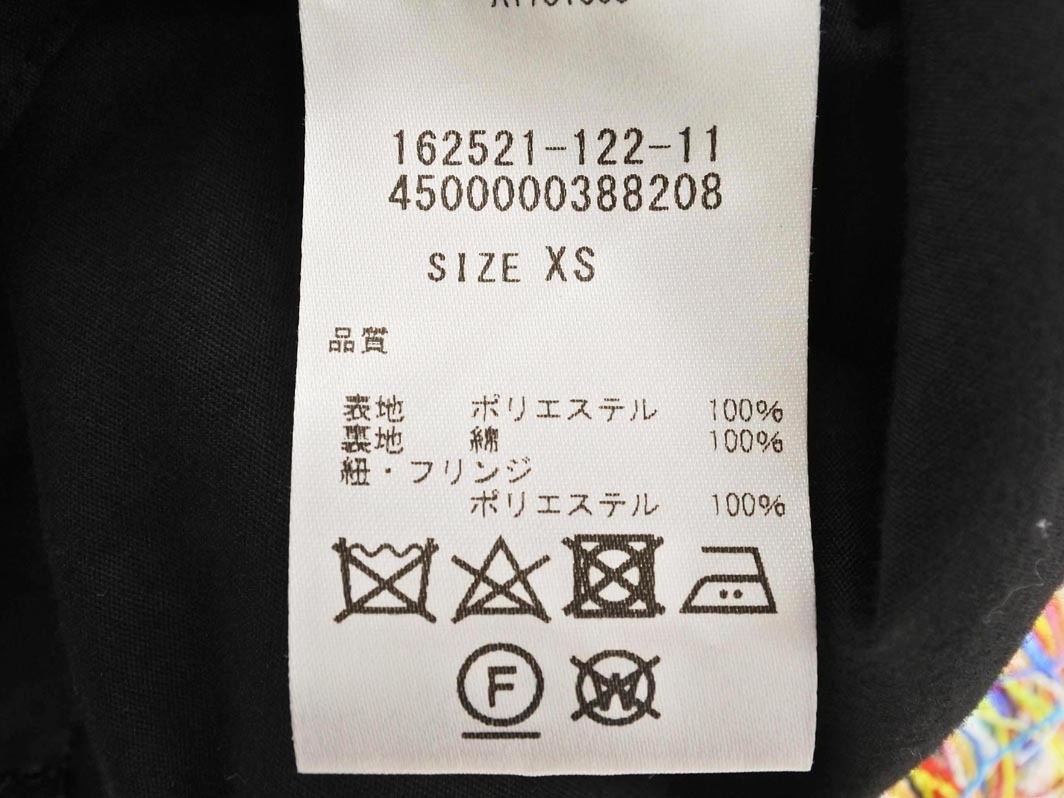 162521-122-11
4500000388208
SIZE XS
品質
表地 ポリエステル 100%
裏地 綿 100%
紐・フリンジ
ポリエステル 100%
F W